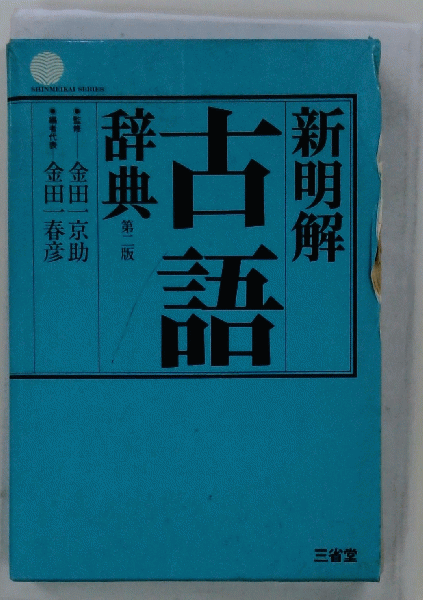 SHINMEIKAI SERIES
新明解
古語
辞典
第二版
●監修──金田一京助
●編者代表──金田一春彦
三省堂